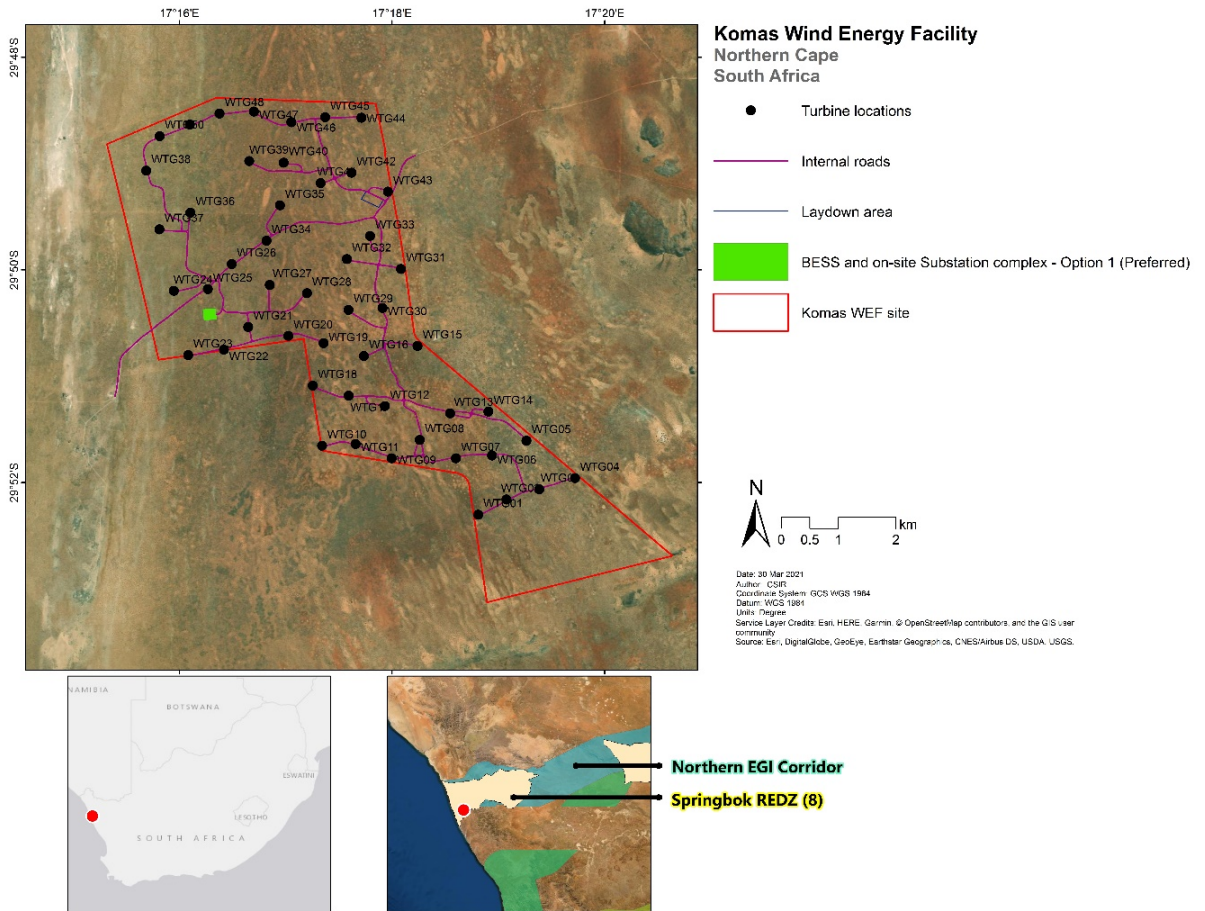 17°16'E
17°18'E
17°20'E
29°48'S
29°50'S
29°52'S
WTG48
WTG47
WTG45
WTG46
WTG44
WTG38
WTG39
WTG40
WTG42
WTG43
WTG36
WTG35
WTG37
WTG34
WTG33
WTG32
WTG26
WTG31
WTG24
WTG25
WTG27
WTG28
WTG29
WTG30
WTG21
WTG20
WTG19
WTG16
WTG15
WTG23
WTG22
WTG18
WTG12
WTG13
WTG14
WTG10
WTG11
WTG08
WTG05
WTG09
WTG07
WTG06
WTG04
WTG01
Komas Wind Energy Facility
Northern Cape
South Africa
Turbine locations
Internal roads
Laydown area
BESS and on-site Substation complex - Option 1 (Preferred)
Komas WEF site
N
km
0 0.5 1 2
Date: 30 Mar 2021
Author: CSIR
Coordinate System: GCS WGS 1984
Datum: WGS 1984
Units: Degree
Service Layer Credits: Esri, HERE, Garmin, © OpenStreetMap contributors, and the GIS user
community
Source: Esri, DigitalGlobe, GeoEye, Earthstar Geographics, CNES/Airbus DS, USDA, USGS,
NAMIBIA
BOTSWANA
ESWATINI
LESOTHO
SOUTH AFRICA
Northern EGI Corridor
Springbok REDZ (8)